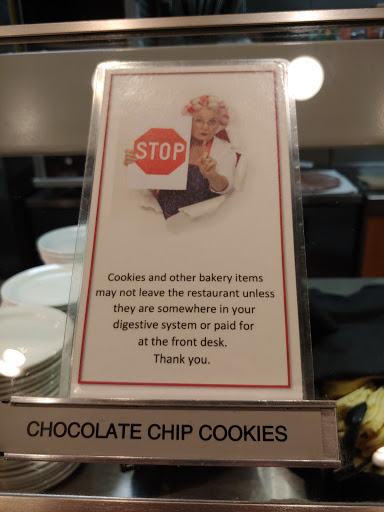 STOP
Cookies and other bakery items
may not leave the restaurant unless
they are somewhere in your
digestive system or paid for
at the front desk.
Thank you.
CHOCOLATE CHIP COOKIES